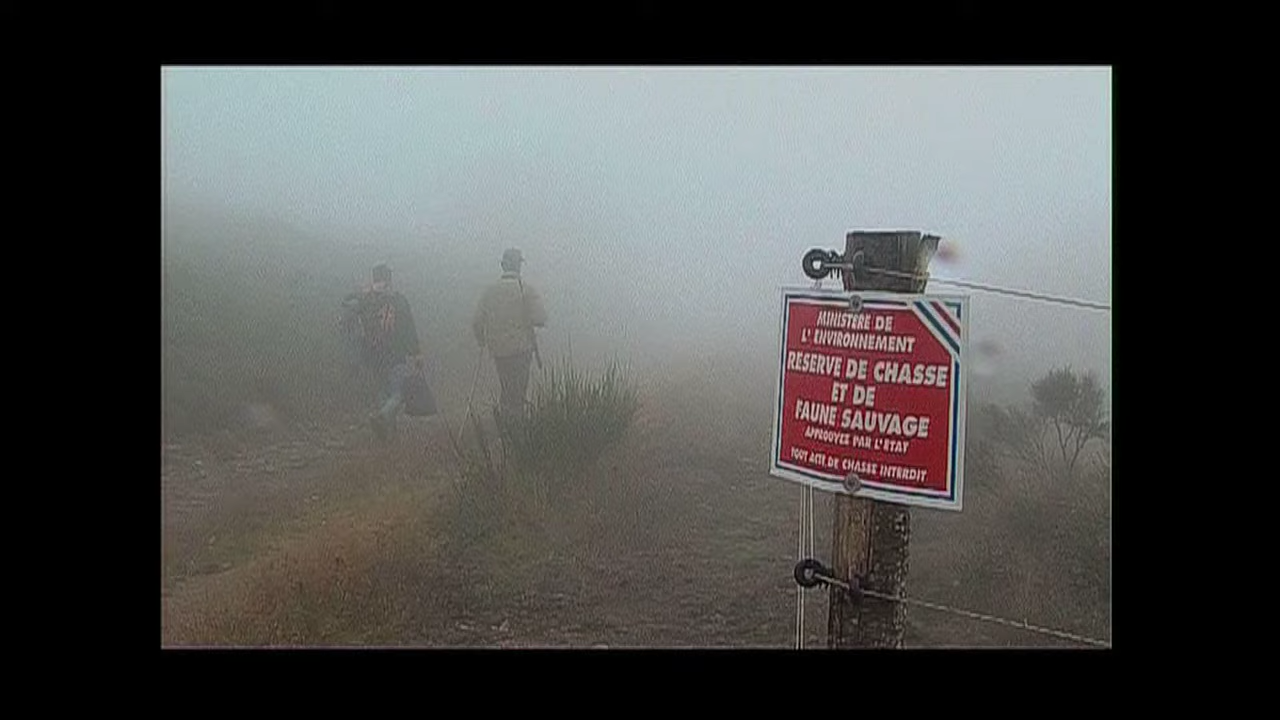 MINISTERE DE
L' ENVIRONNEMENT
RESERVE DE CHASSE
ET DE
FAUNE SAUVAGE
APPROUVEE PAR L'ETAT
TOUT ACTE DE CHASSE INTERDIT